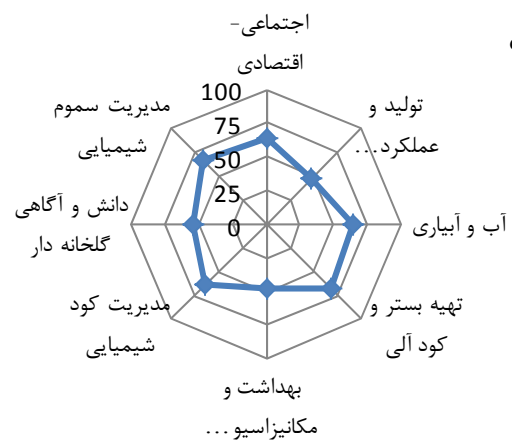 اجتماعی-
اقتصادی
تولید و
عملکرد...
آب و آبیاری
تهیه بستر و
کود آلی
بهداشت و
مکانیزاسیو ...
مدیریت کود
شیمیایی
دانش و آگاهی
گلخانه دار
مدیریت سموم
شیمیایی
100
75
50
25
0